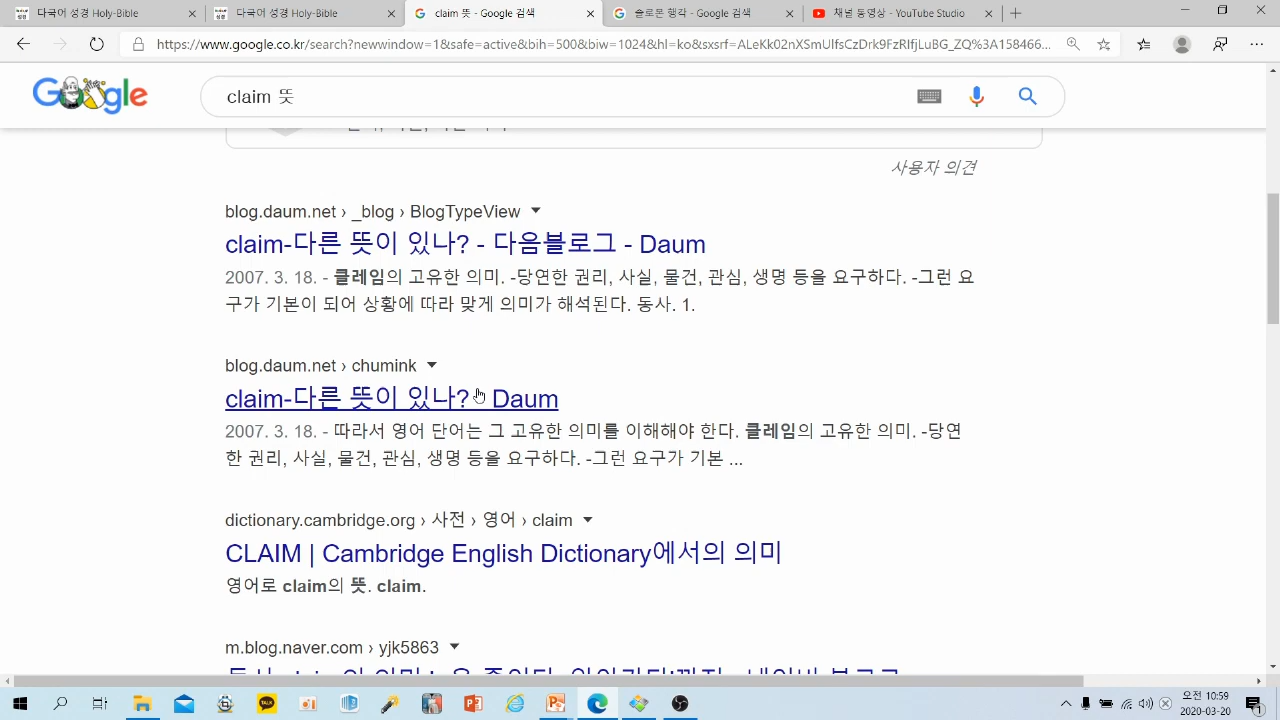 다국어 성경 Holy-Bible
다국어 성경 Holy-Bible
claim 뜻 - Google 검색
솔로몬 행각 - Google 검색
채널 동영상 - YouTube Studio
https://www.google.co.kr/search?newwindow=1&safe=active&bih=500&biw=1024&hl=ko&sxsrf=ALeKk02nXSmUlfsCzDrk9FzRIfjLuBG_ZQ%3A158466...
Google
claim 뜻
사용자 의견
blog.daum.net › _blog › BlogTypeView
claim-다른 뜻이 있나? - 다음블로그 - Daum
2007. 3. 18. - 클레임의 고유한 의미. -당연한 권리, 사실, 물건, 관심, 생명 등을 요구하다. -그런 요
구가 기본이 되어 상황에 따라 맞게 의미가 해석된다. 동사. 1.
blog.daum.net › chumink
claim-다른 뜻이 있나? - Daum
2007. 3. 18. - 따라서 영어 단어는 그 고유한 의미를 이해해야 한다. 클레임의 고유한 의미. -당연
한 권리, 사실, 물건, 관심, 생명 등을 요구하다. -그런 요구가 기본 ...
dictionary.cambridge.org › 사전 › 영어 › claim
CLAIM | Cambridge English Dictionary에서의 의미
영어로 claim의 뜻. claim.
m.blog.naver.com › yjk5863
오전 10:59
2020-03-20